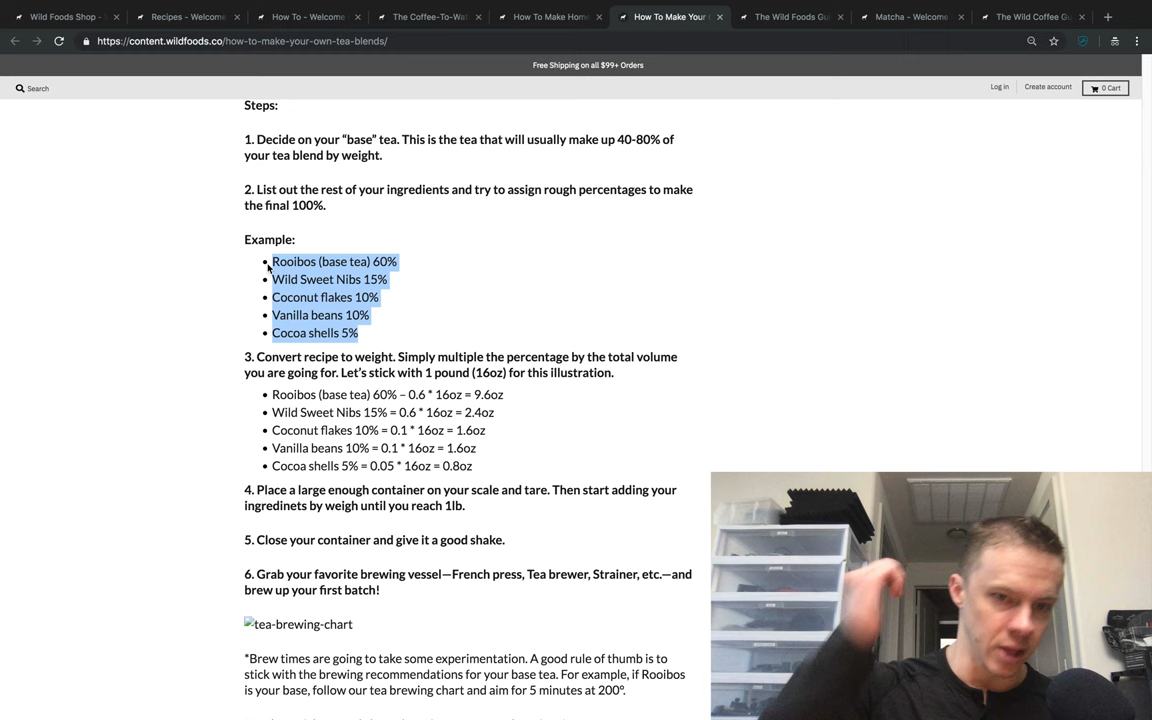 Wild Foods Shop -
Recipes - Welcome
How To - Welcome
The Coffee-To-Wa
How To Make Home
How To Make Your
The Wild Foods Gu
Matcha - Welcome
The Wild Coffee Gu
https://content.wildfoods.co/how-to-make-your-own-tea-blends/
Free Shipping on all $99+ Orders
Search
Log in
Create account
0 Cart
Steps:
1. Decide on your “base” tea. This is the tea that will usually make up 40-80% of
your tea blend by weight.
2. List out the rest of your ingredients and try to assign rough percentages to make
the final 100%.
Example:
• Rooibos (base tea) 60%
• Wild Sweet Nibs 15%
• Coconut flakes 10%
• Vanilla beans 10%
• Cocoa shells 5%
3. Convert recipe to weight. Simply multiple the percentage by the total volume
you are going for. Let’s stick with 1 pound (16oz) for this illustration.
• Rooibos (base tea) 60% – 0.6 * 16oz = 9.6oz
• Wild Sweet Nibs 15% = 0.6 * 16oz = 2.4oz
• Coconut flakes 10% = 0.1 * 16oz = 1.6oz
• Vanilla beans 10% = 0.1 * 16oz = 1.6oz
• Cocoa shells 5% = 0.05 * 16oz = 0.8oz
4. Place a large enough container on your scale and tare. Then start adding your
ingredinets by weigh until you reach 1lb.
5. Close your container and give it a good shake.
6. Grab your favorite brewing vessel—French press, Tea brewer, Strainer, etc.—and
brew up your first batch!
tea-brewing-chart
*Brew times are going to take some experimentation. A good rule of thumb is to
stick with the brewing recommendations for your base tea. For example, if Rooibos
is your base, follow our tea brewing chart and aim for 5 minutes at 200º.